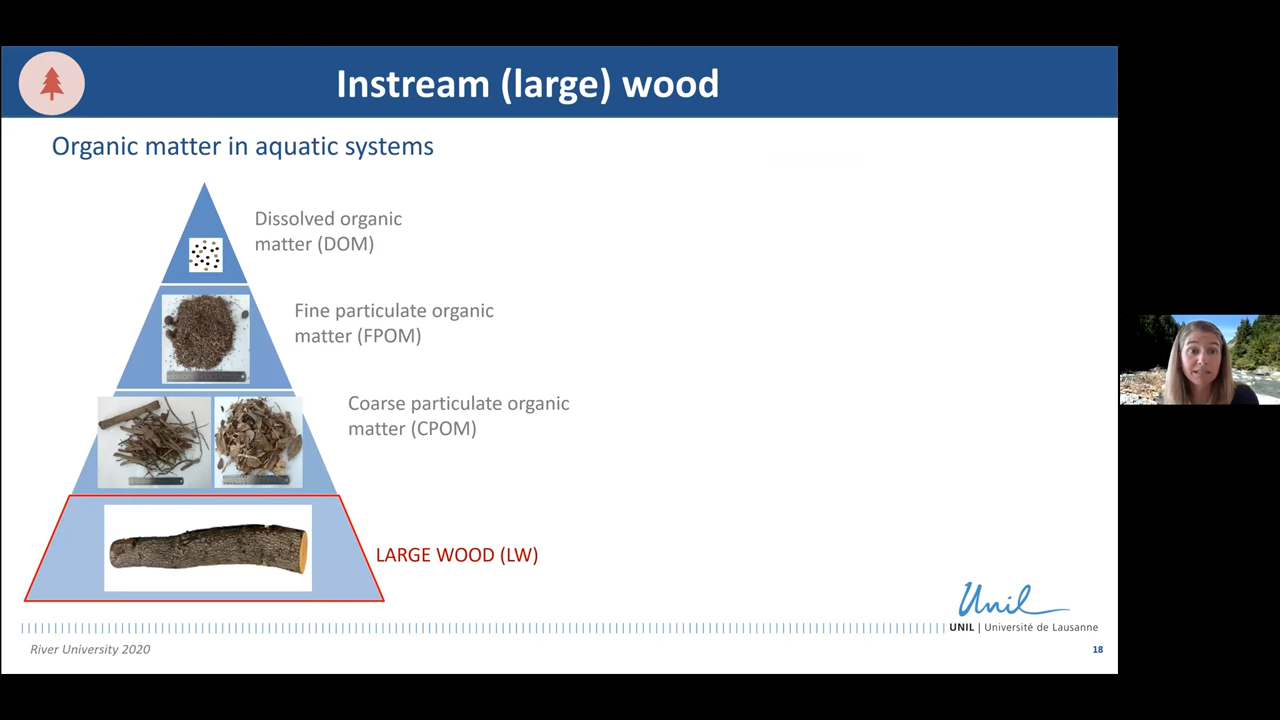 Instream (large) wood
Organic matter in aquatic systems
Dissolved organic
matter (DOM)
Fine particulate organic
matter (FPOM)
Coarse particulate organic
matter (CPOM)
LARGE WOOD (LW)
Unil
UNIL | Université de Lausanne
River University 2020
18